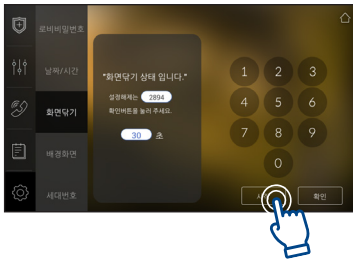 로비비밀번호
날짜/시간
화면닦기
배경화면
세대번호
"화면닦기 상태 입니다."
설정해제는 2894
확인버튼을 눌러 주세요.
30 초
1 2 3
4 5 6
7 8 9
0
확인